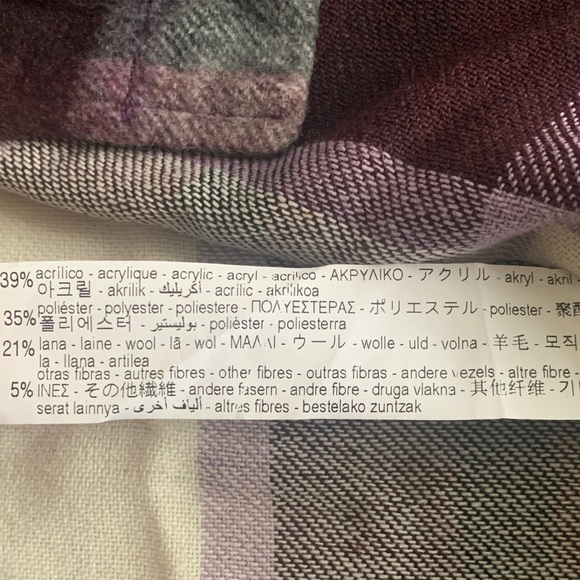 39% acrílico - acrylique - acrylic - acryl - acrilico - ΑΚΡΥΛΙΚΟ - アクリル - akryl - akril -
아크릴 - akrilik - أكريليك - acrílic - akrilikoa
35% poliéster - polyester - poliestere - ΠΟΛΥΕΣΤΕΡΑΣ - ポリエステル - poliester - 聚酯
폴리에스터 - بوليستير - polièster - poliesterra
21% lana - laine - wool - lã - wol - ΜΑΛΛΙ - ウール - wolle - uld - volna - 羊毛 - 모직
la - llana - artilea
otras fibras - autres fibres - other fibres - outras fibras - andere vezels - altre fibre -
5% ΙΝΕΣ - その他繊維 - andere fasern - andre fibre - druga vlakna - 其他纤维 -
serat lainnya - ألياف أخرى - altres fibres - bestelako zuntzak